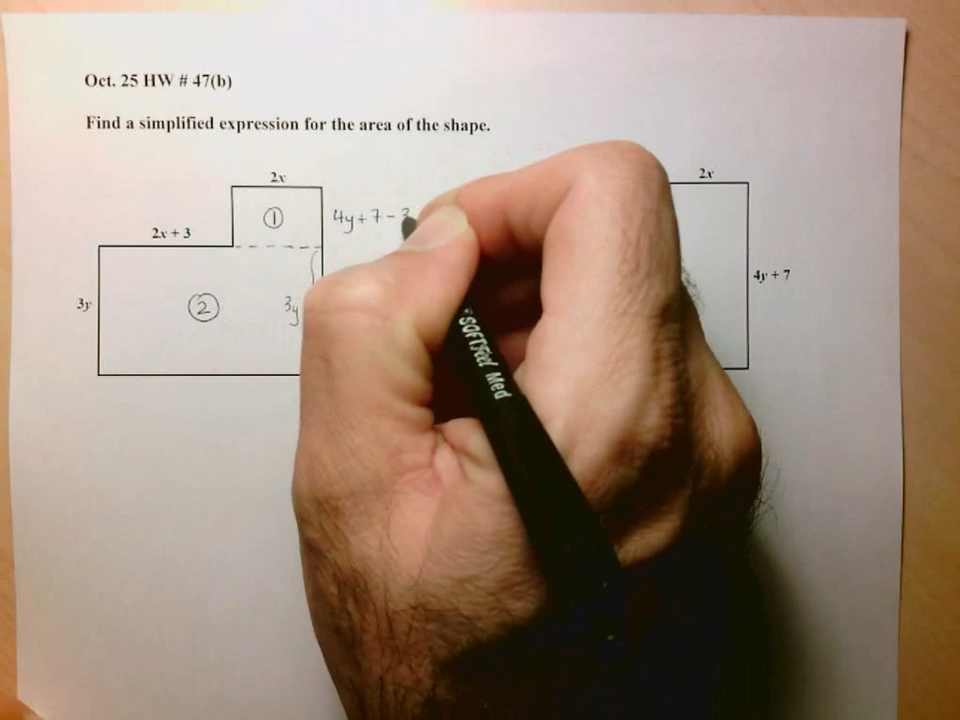 Oct. 25 HW # 47(b)
Find a simplified expression for the area of the shape.
2x
2x
①
4y + 7 - 3
2x + 3
4y + 7
3y
②
3y
SOFTFeel Med